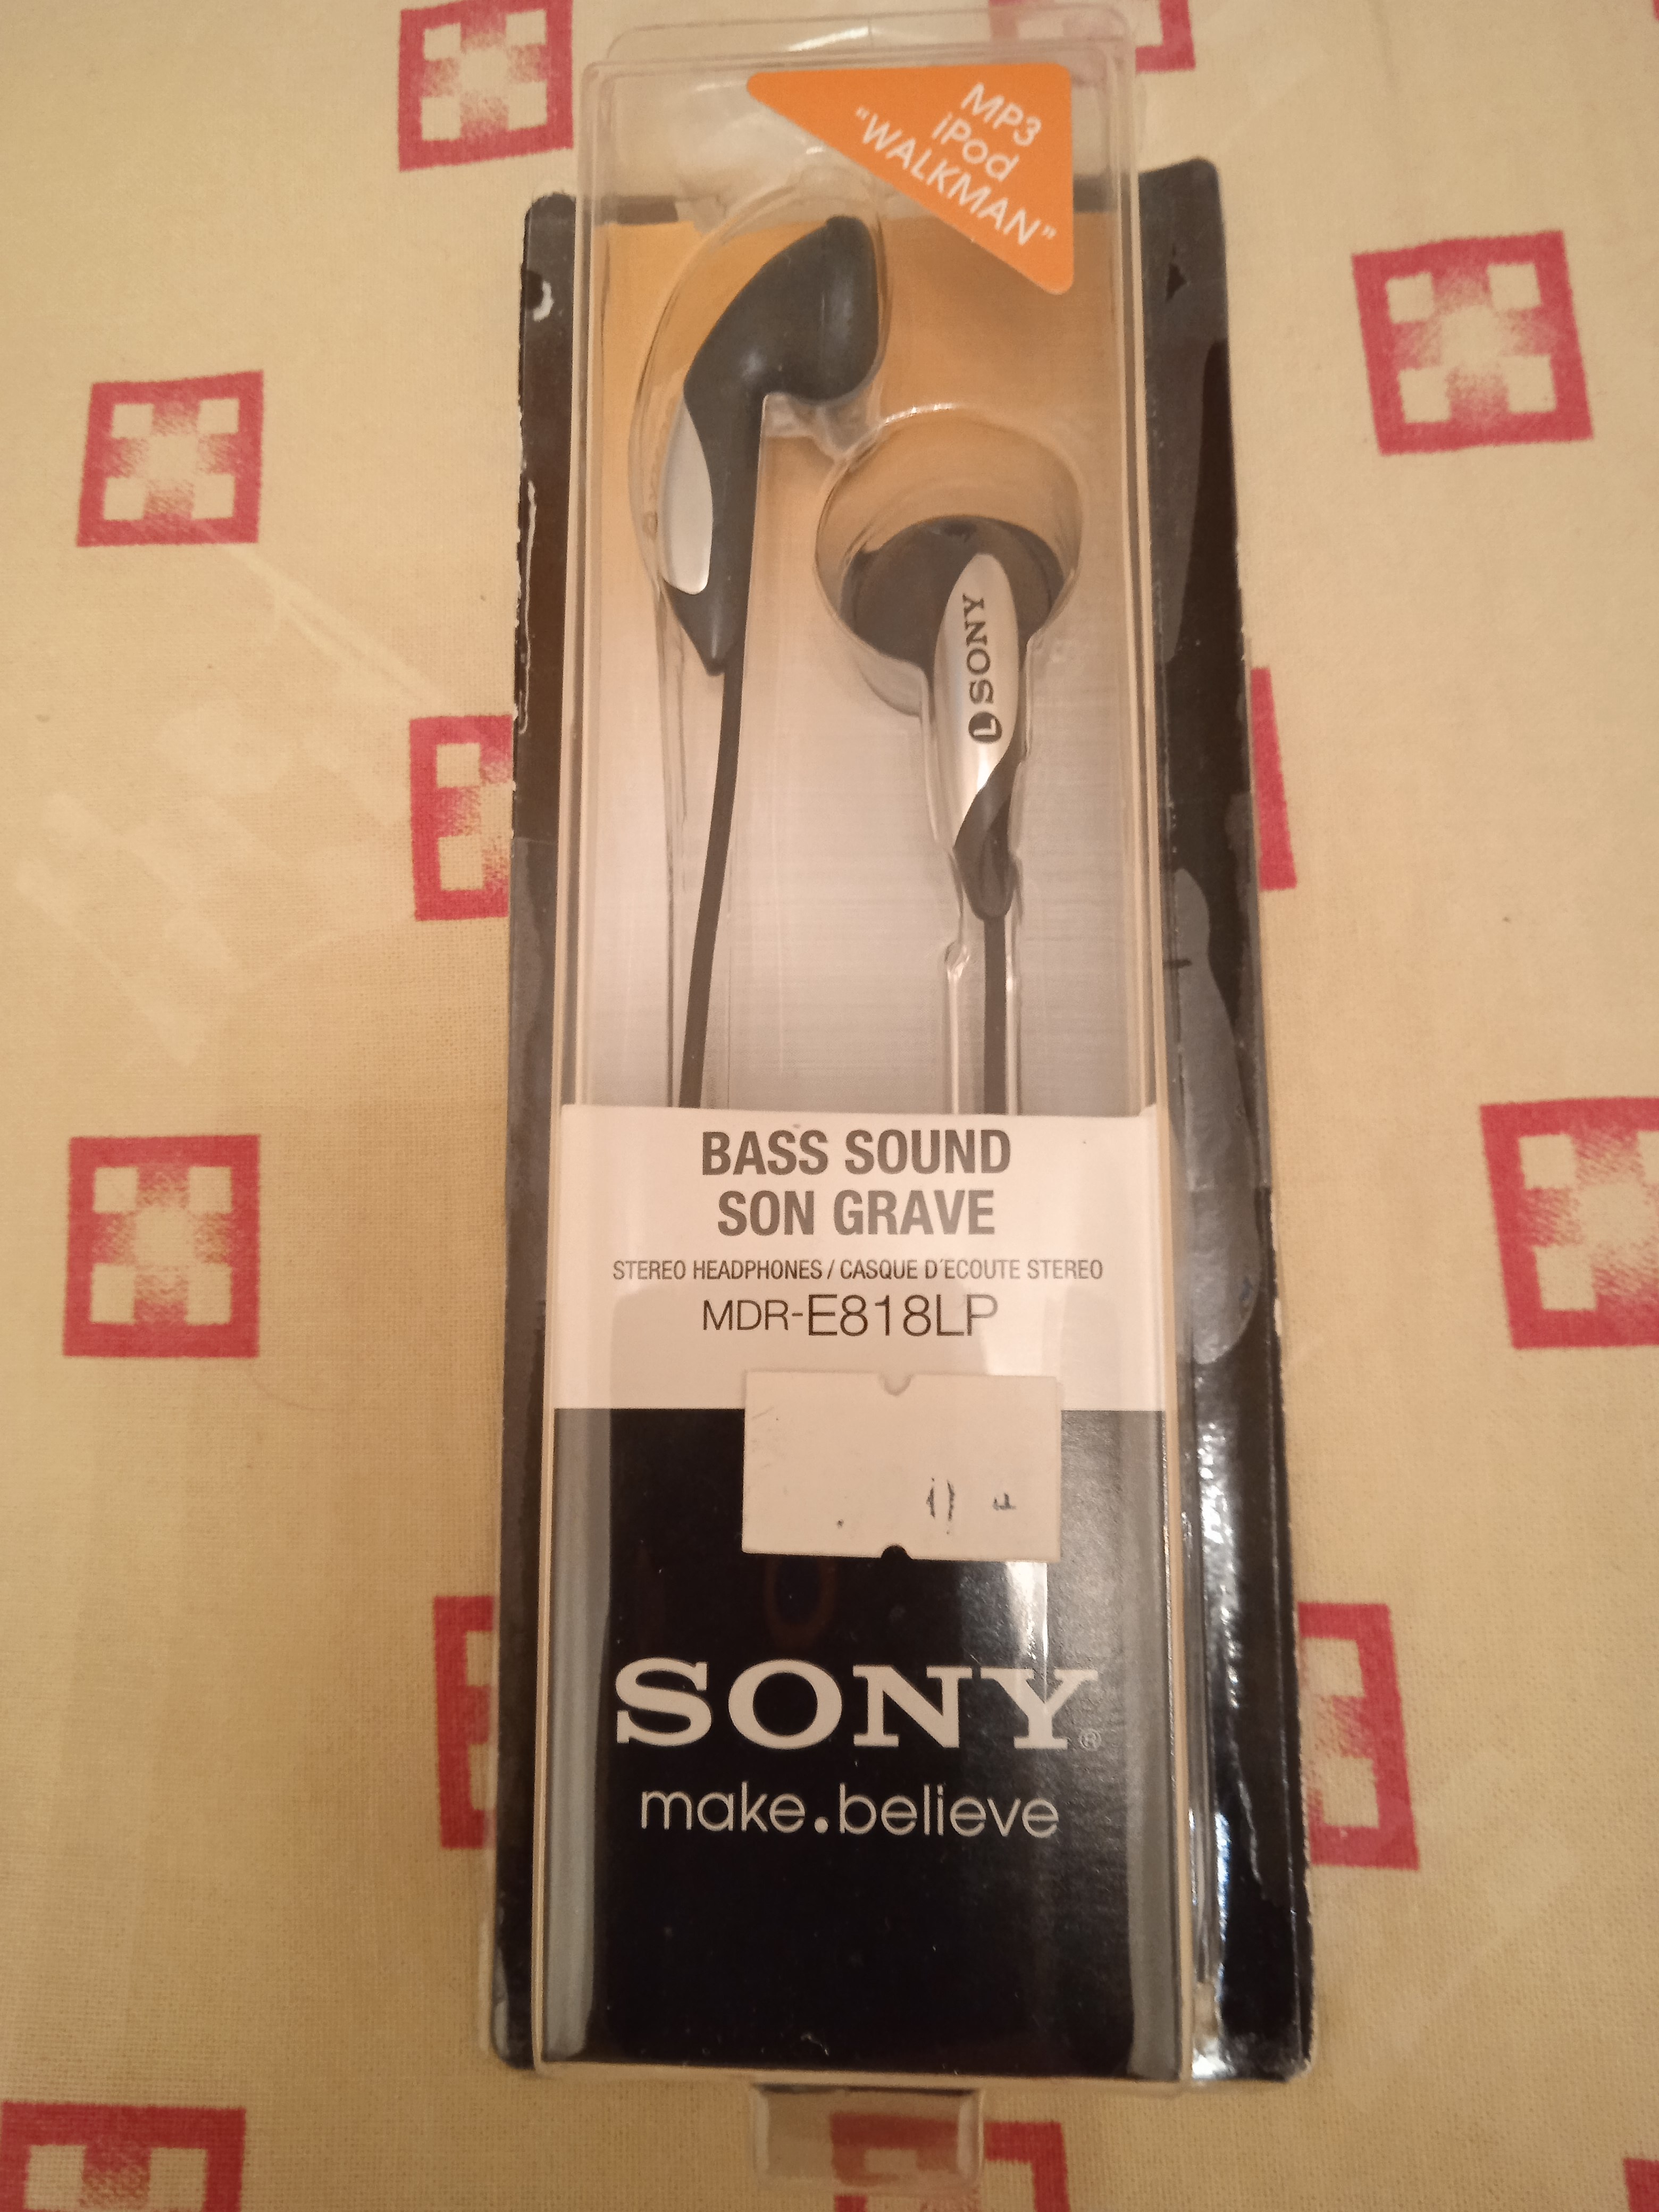 MP3
iPod
“WALKMAN”
SONY L
BASS SOUND
SON GRAVE
STEREO HEADPHONES / CASQUE D'ECOUTE STEREO
MDR-E818LP
SONY®
make.believe